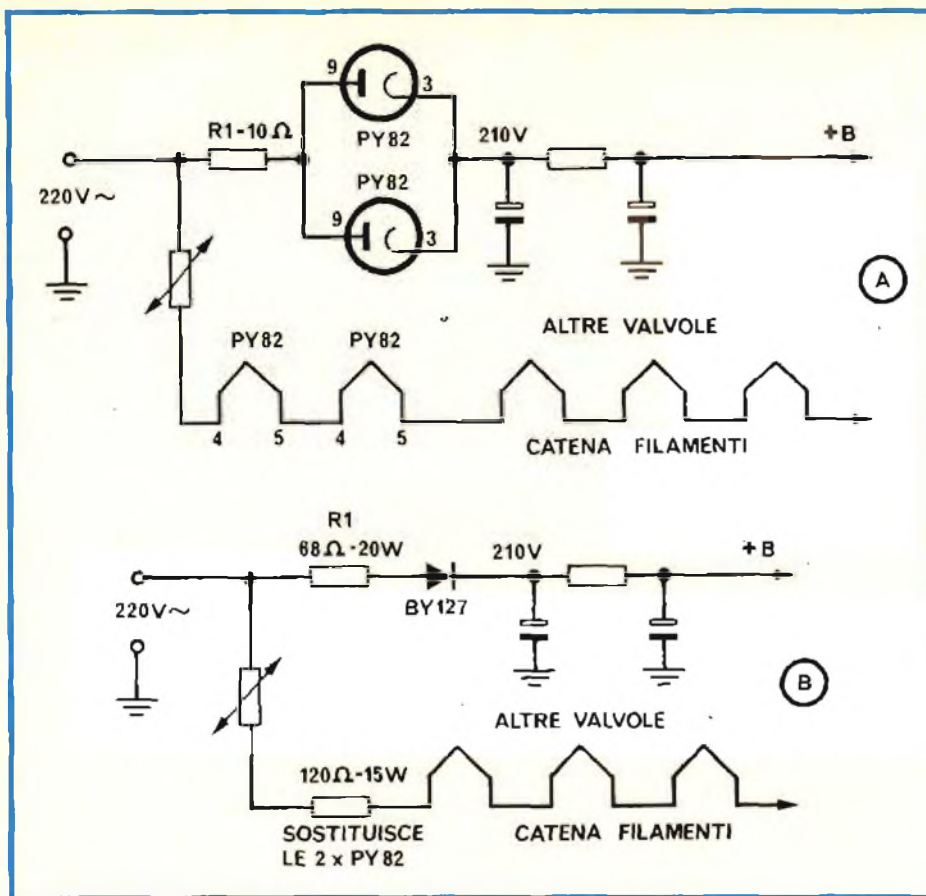 9
3
PY82
R1-10Ω
210V
+B
220V~
PY82
9
3
A
ALTRE VALVOLE
PY82 PY82
4 5 4 5
CATENA FILAMENTI
R1
68Ω-20W
210V
+B
BY127
220V~
B
ALTRE VALVOLE
120Ω-15W
SOSTITUISCE
LE 2 x PY82
CATENA FILAMENTI